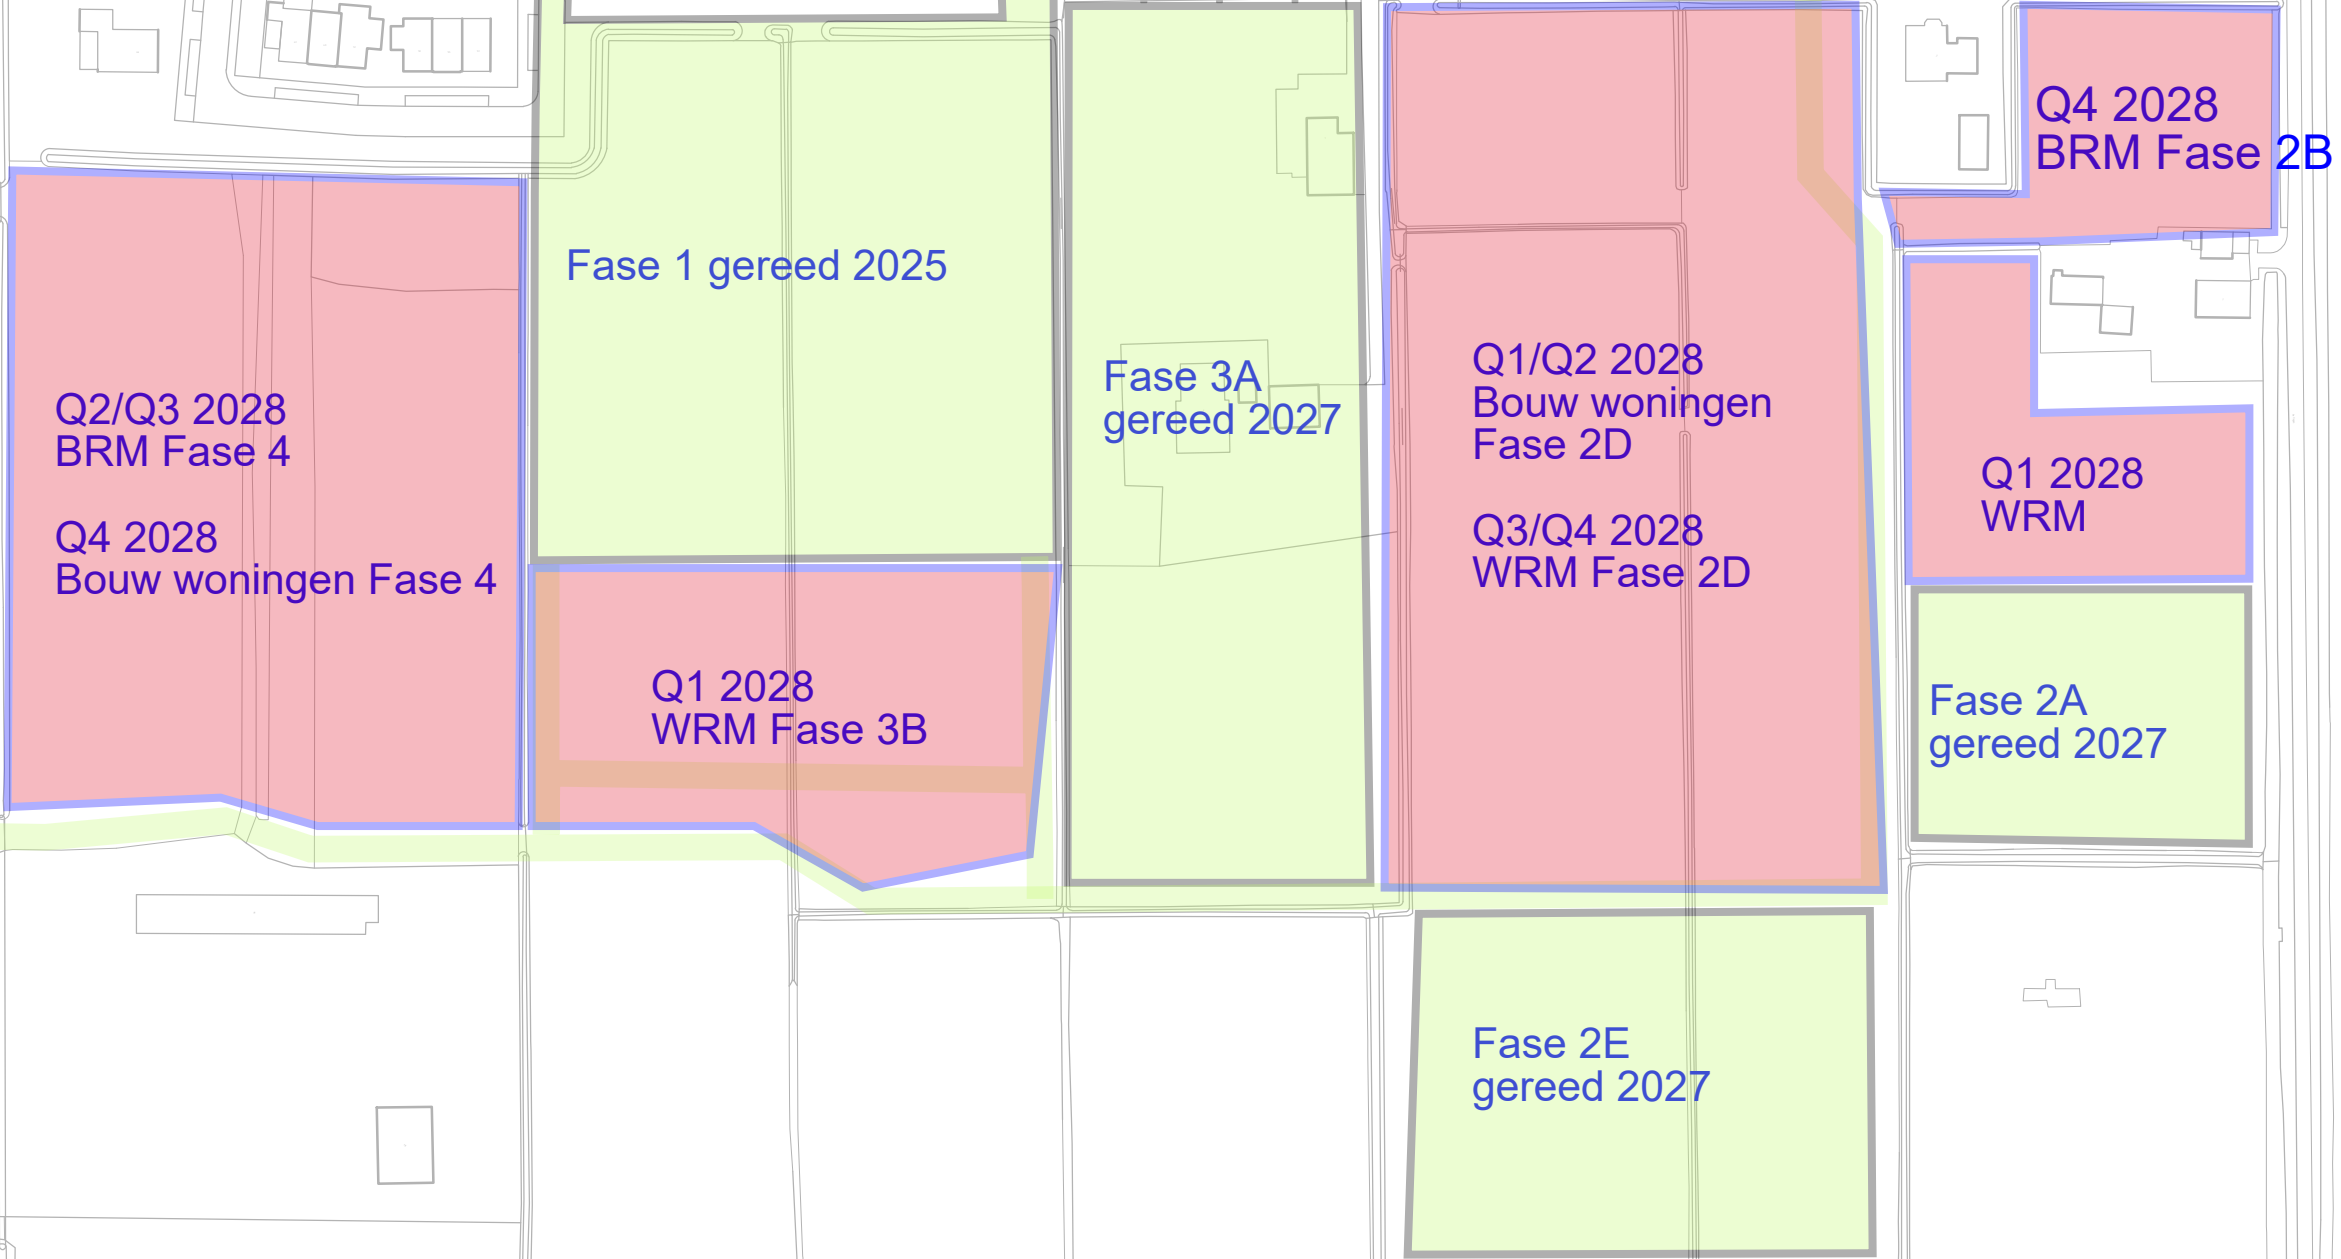 Q4 2028
BRM Fase 2B
Fase 1 gereed 2025
Fase 3A
gereed 2027
Q1/Q2 2028
Bouw woningen
Fase 2D
Q3/Q4 2028
WRM Fase 2D
Q2/Q3 2028
BRM Fase 4
Q4 2028
Bouw woningen Fase 4
Q1 2028
WRM
Q1 2028
WRM Fase 3B
Fase 2A
gereed 2027
Fase 2E
gereed 2027